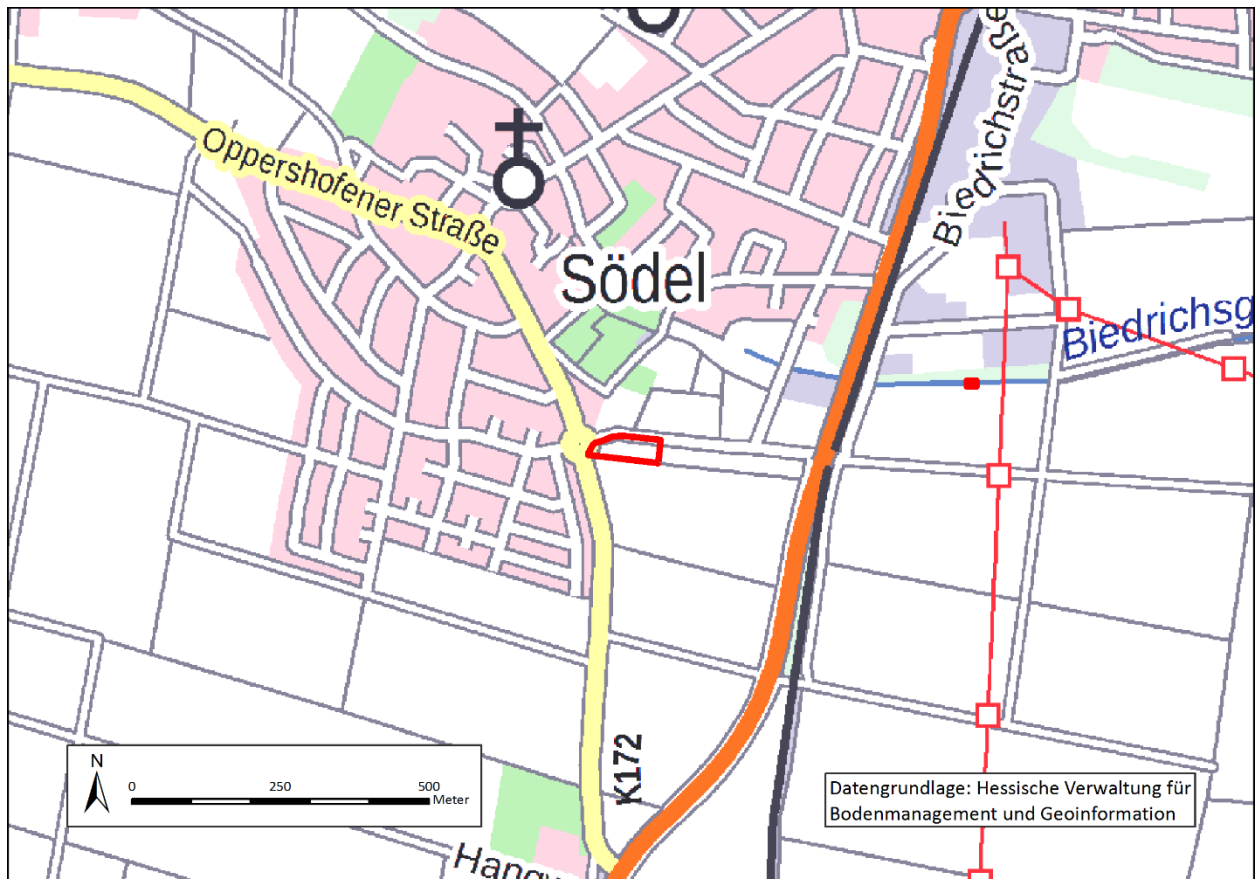 Biedrichstraße
Oppershofener Straße
Södel
Biedrichsg
K172
N
0 250 500
Meter
Datengrundlage: Hessische Verwaltung für
Bodenmanagement und Geoinformation